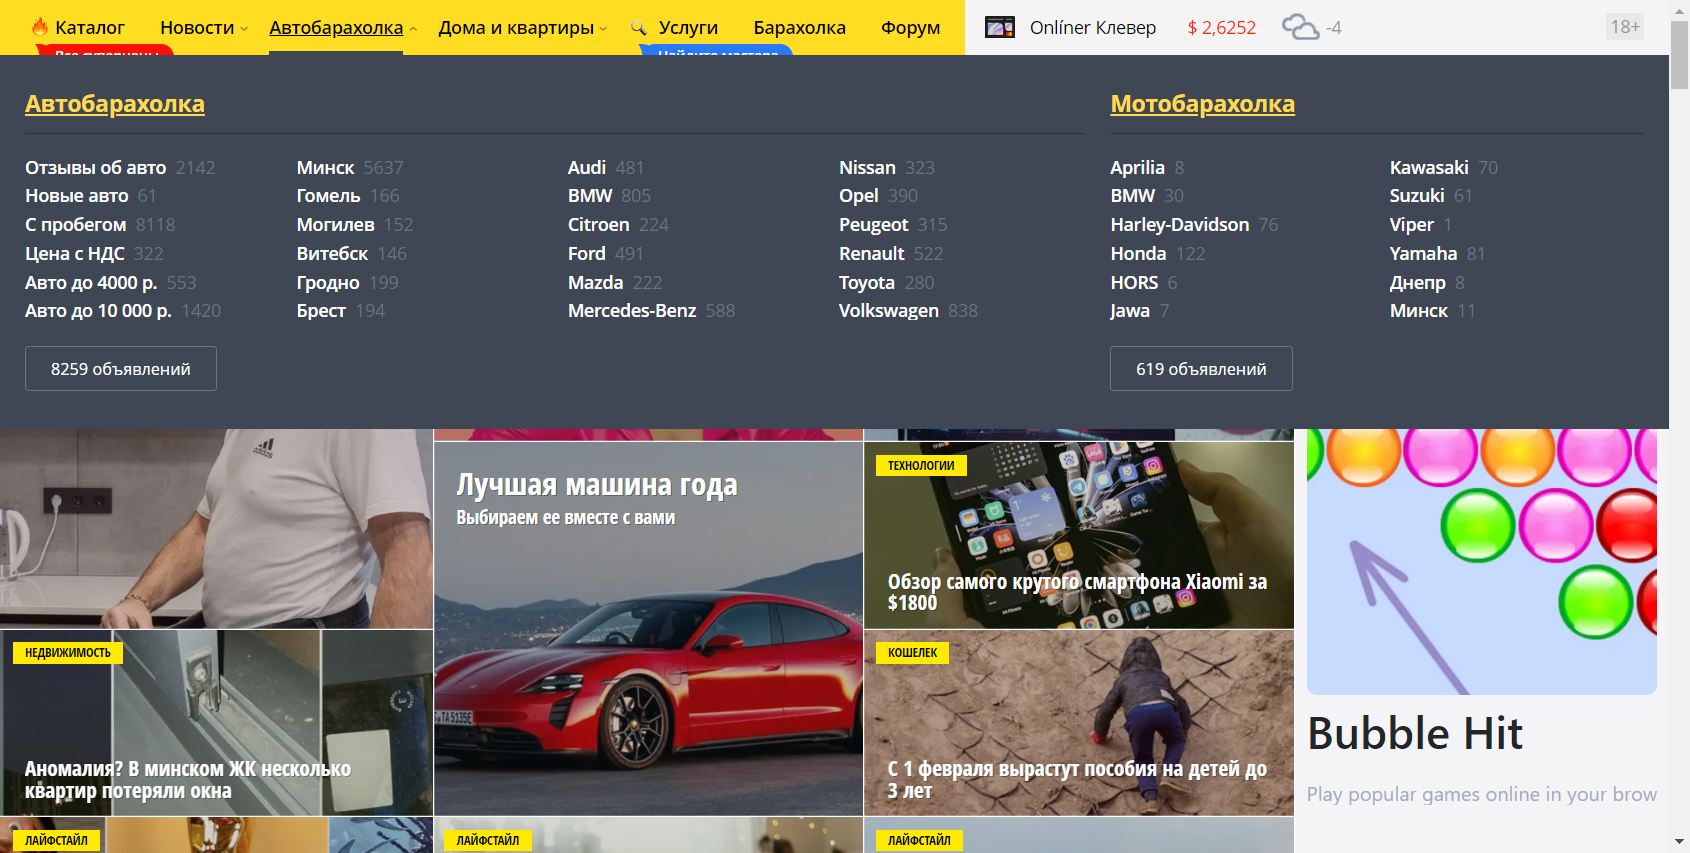 Каталог Новости Автобарахолка Дома и квартиры Услуги Барахолка Форум Onlíner Клевер $ 2,6252 -4 18+
Автобарахолка
Отзывы об авто 2142
Новые авто 61
С пробегом 8118
Цена с НДС 322
Авто до 4000 р. 553
Авто до 10 000 р. 1420
Минск 5637
Гомель 166
Могилев 152
Витебск 146
Гродно 199
Брест 194
Audi 481
BMW 805
Citroen 224
Ford 491
Mazda 222
Mercedes-Benz 588
Nissan 323
Opel 390
Peugeot 315
Renault 522
Toyota 280
Volkswagen 838
8259 объявлений
Мотобарахолка
Aprilia 8
BMW 30
Harley-Davidson 76
Honda 122
HORS 6
Jawa 7
Kawasaki 70
Suzuki 61
Viper 1
Yamaha 81
Днепр 8
Минск 11
619 объявлений
adidas
НЕДВИЖИМОСТЬ
Аномалия? В минском ЖК несколько
квартир потеряли окна
ЛАЙФСТАЙЛ
Лучшая машина года
Выбираем ее вместе с вами
ЛАЙФСТАЙЛ
ТЕХНОЛОГИИ
Обзор самого крутого смартфона Xiaomi за
$1800
КОШЕЛЕК
С 1 февраля вырастут пособия на детей до
3 лет
ЛАЙФСТАЙЛ
Bubble Hit
Play popular games online in your brow